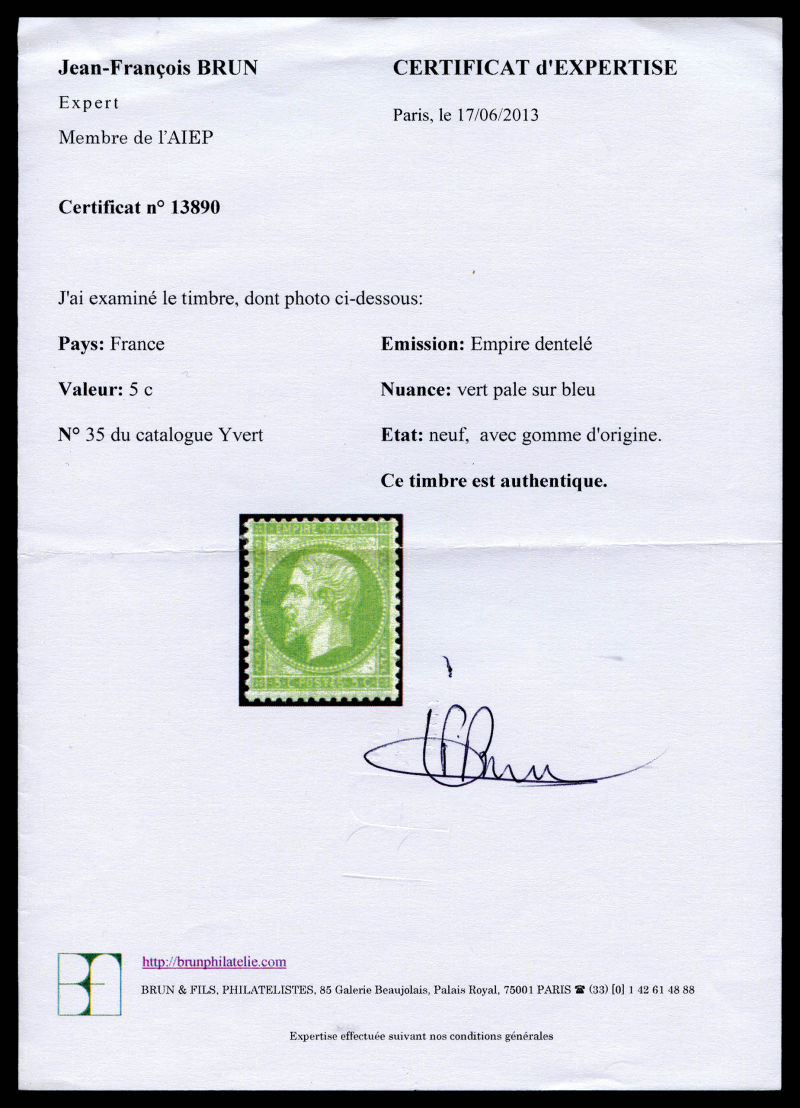 Jean-François BRUN
CERTIFICAT d'EXPERTISE
Expert
Paris, le 17/06/2013
Membre de l'AIEP
Certificat n° 13890
J'ai examiné le timbre, dont photo ci-dessous:
Pays: France
Emission: Empire dentelé
Valeur: 5 c
Nuance: vert pale sur bleu
N° 35 du catalogue Yvert
Etat: neuf, avec gomme d'origine.
Ce timbre est authentique.
EMPIRE FRANC
5 C POSTES 5 C
Brun
BF
http://brunphilatelie.com
BRUN & FILS, PHILATELISTES, 85 Galerie Beaujolais, Palais Royal, 75001 PARIS ☎ (33) [0] 1 42 61 48 88
Expertise effectuée suivant nos conditions générales